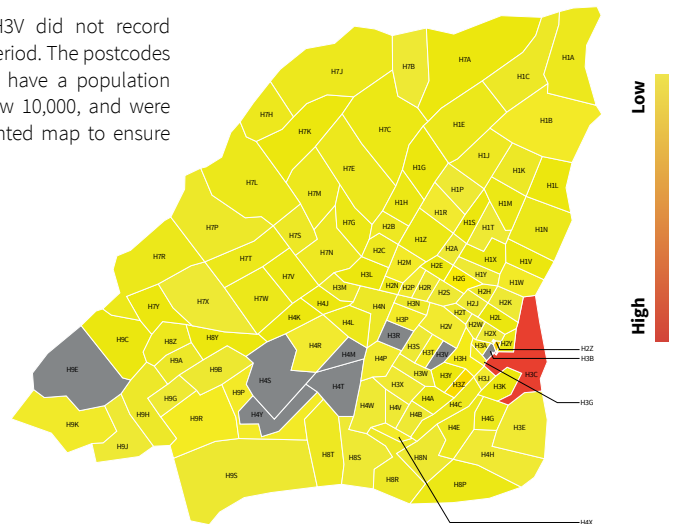 H3V did not record
eriod. The postcodes
have a population
w 10,000, and were
nted map to ensure
Low
High
H1A
H7A
H7B
H7J
H1C
H1B
H7H
H7K
H7C
H1E
H1J
H1K
H7L
H7E
H7M
H1G
H1P
H1L
H1H
H1M
H1R
H1S
H1T
H1N
H7P
H7G
H2B
H7S
H1Z
H2A
H7R
H7T
H7N
H2C
H2M
H2E
H1X
H1V
H7V
H3L
H2G
H1Y
H1W
H7Y
H7X
H7W
H3M
H2N
H2P
H2R
H2S
H2H
H4J
H4N
H3N
H2J
H2K
H4K
H4L
H3P
H2T
H2L
H9C
H8Z
H8Y
H4R
H3R
H2V
H2W
H2X
H9A
H4M
H3S
H3T
H3V
H3A
H2Y
H2Z
H3B
H9E
H9B
H4S
H4T
H4P
H3H
H3W
H3C
H3X
H3Y
H3Z
H3J
H3K
H9G
H9P
H4W
H4V
H4A
H4C
H3G
H9K
H9H
H9R
H4Y
H4B
H4E
H4G
H3E
H9J
H9S
H8T
H8S
H8N
H4H
H8R
H8P
H4X